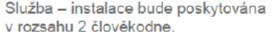 Služba – instalace bude poskytována
v rozsahu 2 člověkodne.